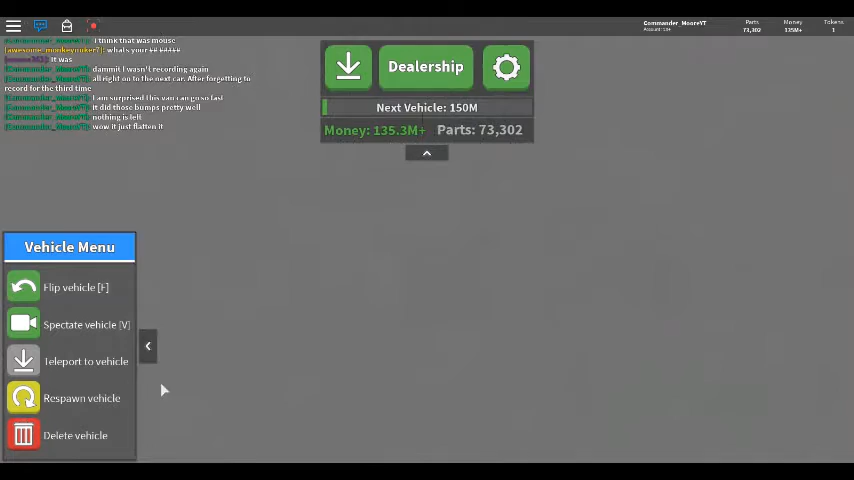 I think that was mouse
whats your ## #####
it was
dammit I wasn't recording again
all right on to the next car. After forgetting to
record for the third time
I am surprised this van can go so fast
it did those bumps pretty well
nothing is left
wow it just flatten it
Dealership
Next Vehicle: 150M
Money: 135.3M+ Parts: 73,302
Commander_MooreYT Parts Money Tokens
73,302 135M+ 1
Vehicle Menu
Flip vehicle [F]
Spectate vehicle [V]
Teleport to vehicle
Respawn vehicle
Delete vehicle